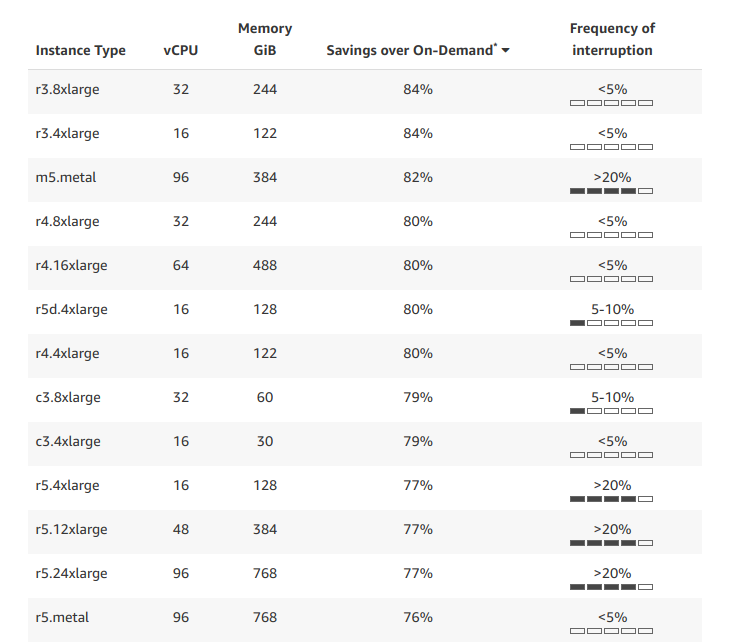 Instance Type vCPU Memory GiB Savings over On-Demand* Frequency of interruption
r3.8xlarge 32 244 84% <5%
r3.4xlarge 16 122 84% <5%
m5.metal 96 384 82% >20%
r4.8xlarge 32 244 80% <5%
r4.16xlarge 64 488 80% <5%
r5d.4xlarge 16 128 80% 5-10%
r4.4xlarge 16 122 80% <5%
c3.8xlarge 32 60 79% 5-10%
c3.4xlarge 16 30 79% <5%
r5.4xlarge 16 128 77% >20%
r5.12xlarge 48 384 77% >20%
r5.24xlarge 96 768 77% >20%
r5.metal 96 768 76% <5%